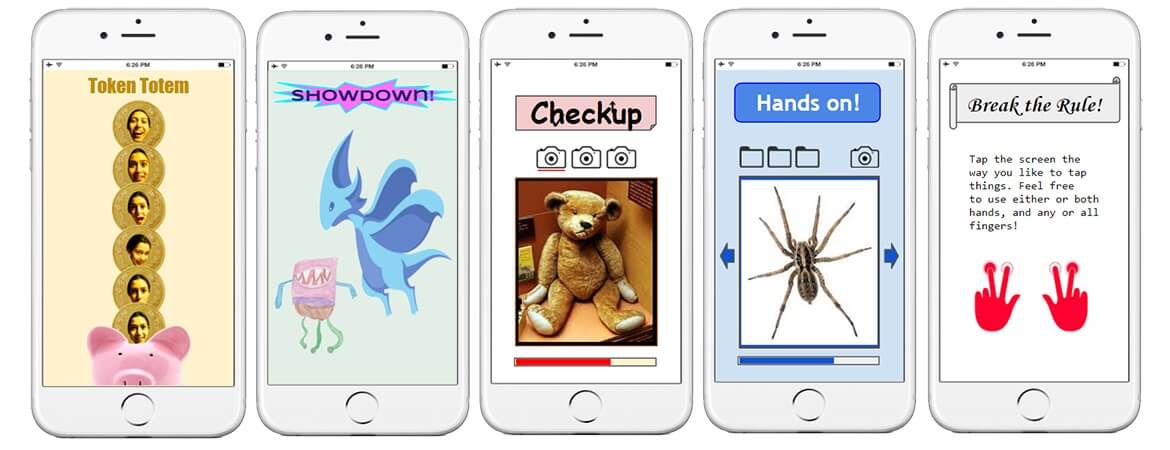 6:26 PM
Token Totem
6:26 PM
SHOWDOWN!
6:26 PM
Checkup
6:26 PM
Hands on!
6:26 PM
Break the Rule!
Tap the screen the
way you like to tap
things. Feel free
to use either or both
hands, and any or all
fingers!